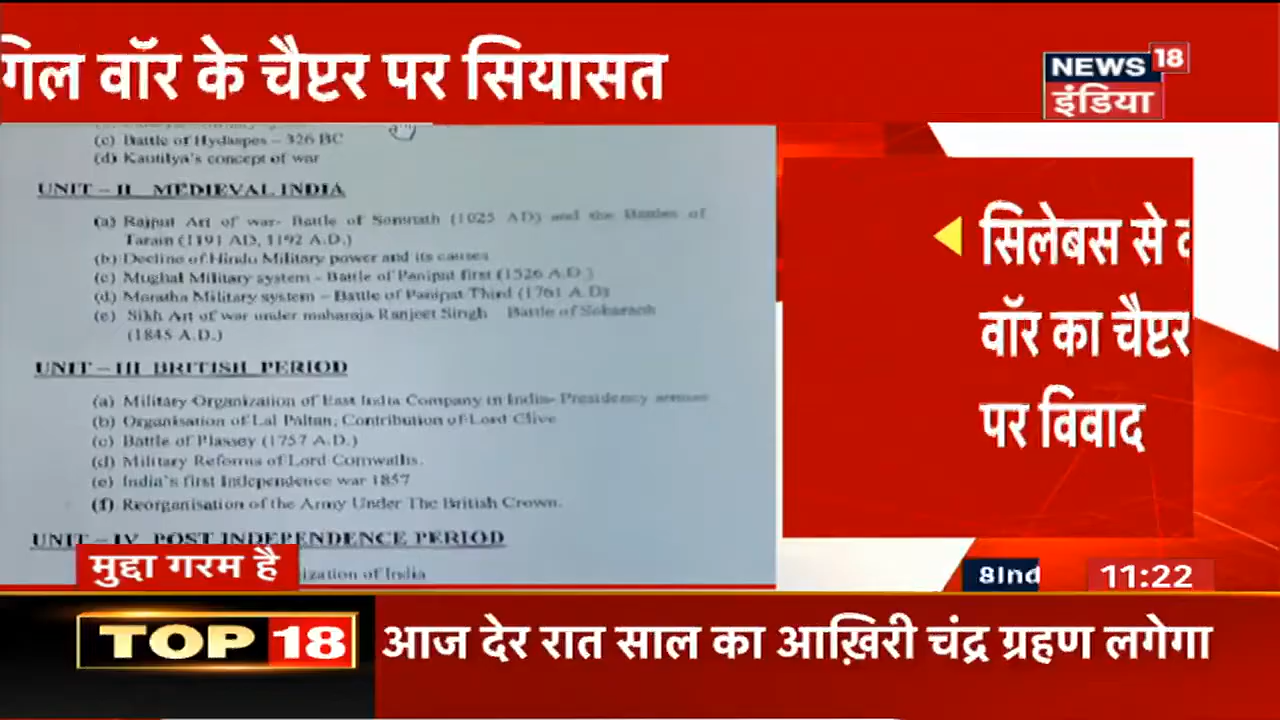 गिल वॉर के चैप्टर पर सियासत
NEWS 18
इंडिया
(c) Battle of Hydaspes – 326 BC
(d) Kautilya's concept of war
UNIT – II MEDIEVAL INDIA
(a) Rajput Art of war- Battle of Somnath (1025 AD) and the Battles of
Tarain (1191 AD, 1192 A.D.)
(b) Decline of Hindu Military power and its causes
(c) Mughal Military system - Battle of Panipat first (1526 A.D.)
(d) Maratha Military system – Battle of Panipat Third (1761 A.D)
(e) Sikh Art of war under maharaja Ranjeet Singh Battle of
(1845 A.D.)
UNIT – III BRITISH PERIOD
(a) Military Organization of East India Company in India- Presidency armies
(b) Organisation of Lal Paltan; Contribution of Lord Clive
(c) Battle of Plassey (1757 A.D.)
(d) Military Reforms of Lord Cornwallis.
(e) India's first Independence war 1857
(f) Reorganisation of the Army Under The British Crown.
UNIT – IV POST INDEPENDENCE PERIOD
ization of India
सिलेबस से
वॉर का चैप्टर
पर विवाद
मुद्दा गरम है
8Ind
11:22
TOP 18
आज देर रात साल का आख़िरी चंद्र ग्रहण लगेगा